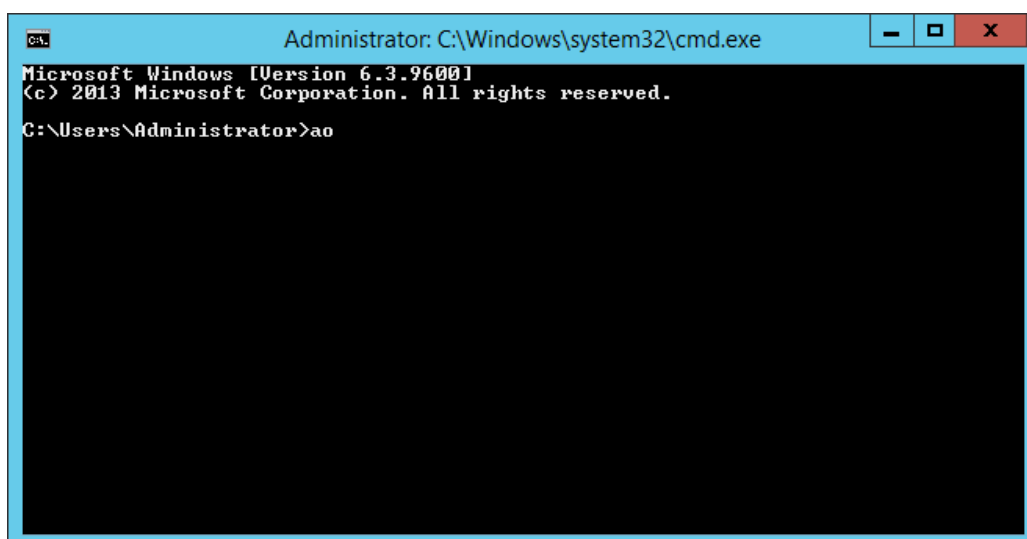 Administrator: C:\Windows\system32\cmd.exe
Microsoft Windows [Version 6.3.9600]
(c) 2013 Microsoft Corporation. All rights reserved.
C:\Users\Administrator>ao